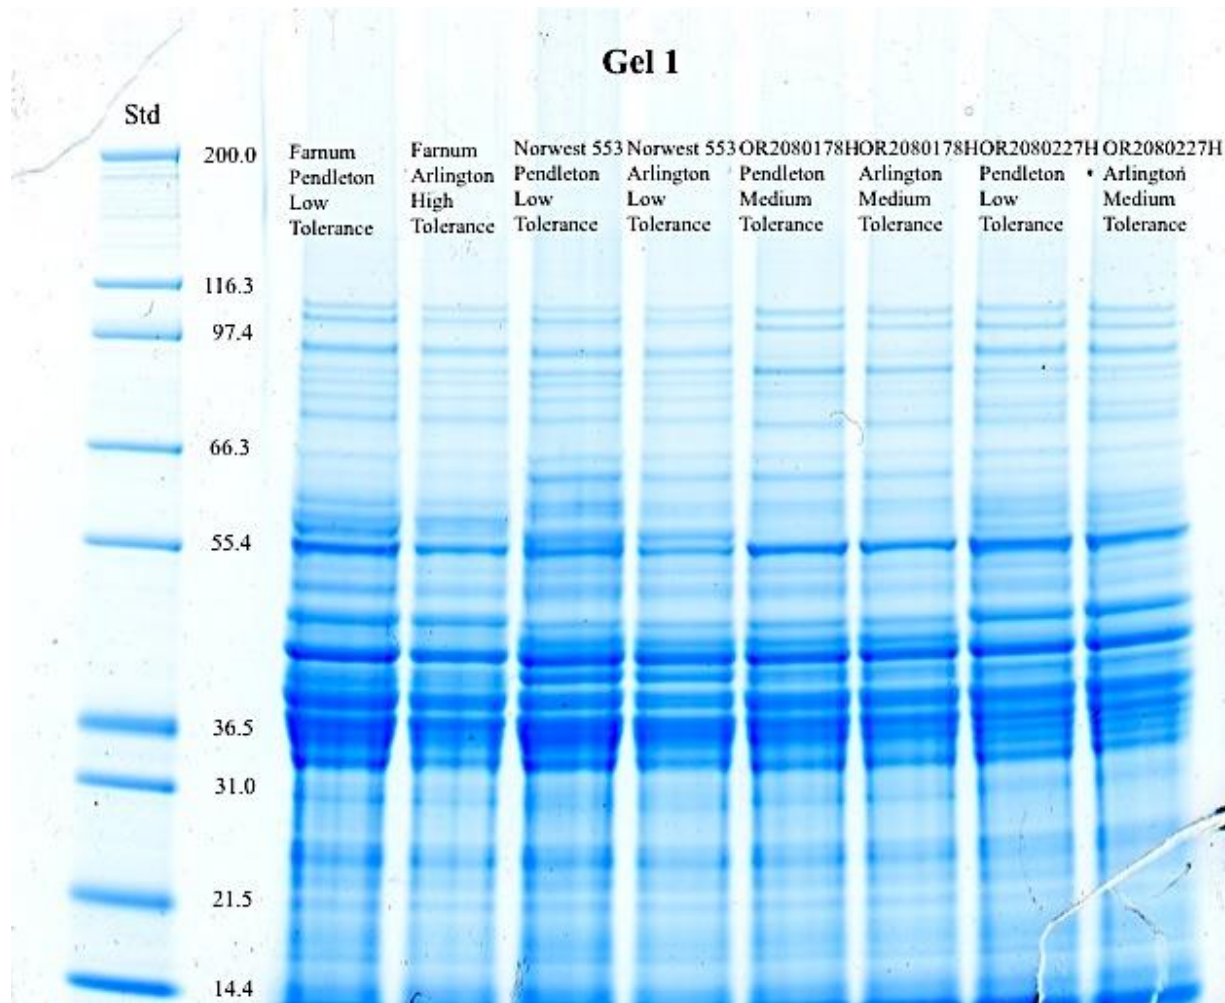 Gel 1
Std
200.0
116.3
97.4
66.3
55.4
36.5
31.0
21.5
14.4
Farnum
Pendleton
Low
Tolerance
Farnum
Arlington
High
Tolerance
Norwest 553
Pendleton
Low
Tolerance
Norwest 553
Arlington
Low
Tolerance
OR2080178H
Pendleton
Medium
Tolerance
OR2080178H
Arlington
Medium
Tolerance
OR2080227H
Pendleton
Low
Tolerance
OR2080227H
Arlington
Medium
Tolerance